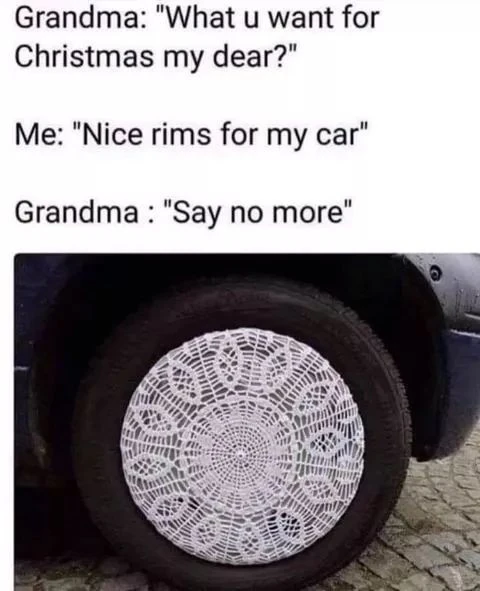 Grandma: "What u want for
Christmas my dear?"
Me: "Nice rims for my car"
Grandma : "Say no more"